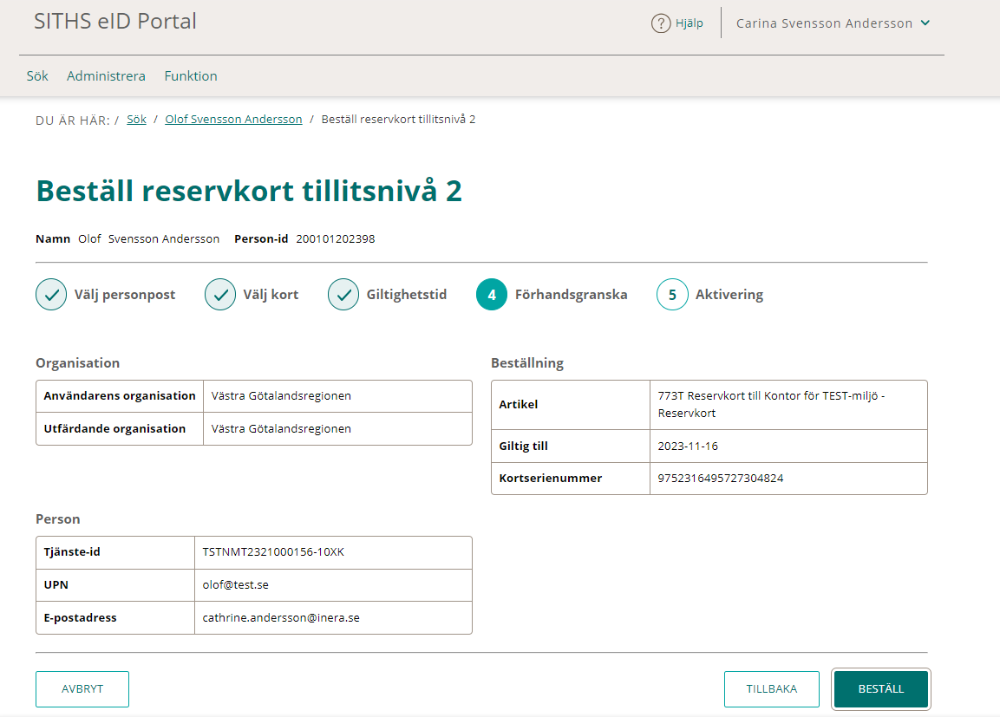 SITHS eID Portal
? Hjälp
Carina Svensson Andersson
Sök Administrera Funktion
DU ÄR HÄR: / Sök / Olof Svensson Andersson / Beställ reservkort tillitsnivå 2
Beställ reservkort tillitsnivå 2
Namn Olof Svensson Andersson Person-id 200101202398
Välj personpost Välj kort Giltighetstid 4 Förhandsgranska 5 Aktivering
Organisation
Användarens organisation Västra Götalandsregionen
Utfärdande organisation Västra Götalandsregionen
Beställning
Artikel 773T Reservkort till Kontor för TEST-miljö -
Reservkort
Giltig till 2023-11-16
Kortserienummer 9752316495727304824
Person
Tjänste-id TSTNMT2321000156-10XK
UPN olof@test.se
E-postadress cathrine.andersson@inera.se
AVBRYT TILLBAKA BESTÄLL